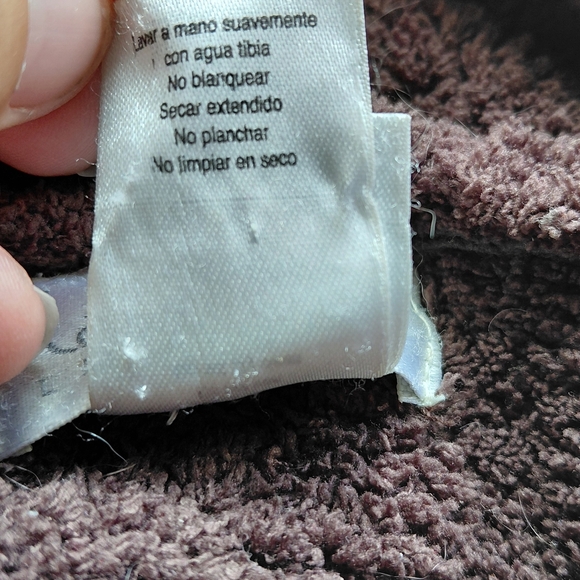 Lavar a mano suavemente
con agua tibia
No blanquear
Secar extendido
No planchar
No limpiar en seco